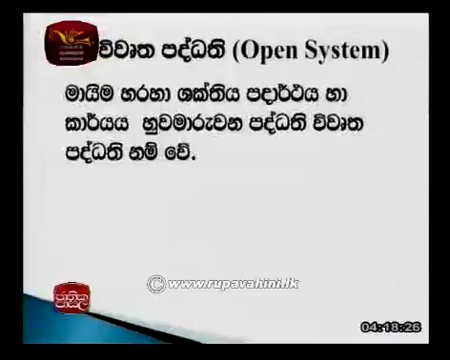 විවෘත පද්ධති (Open System)
මායිම හරහා ශක්තිය පදාර්ථය හා
කාර්යය හුවමාරුවන පද්ධති විවෘත
පද්ධති නම් වේ.
© www.rupavahini.lk
04:18:26